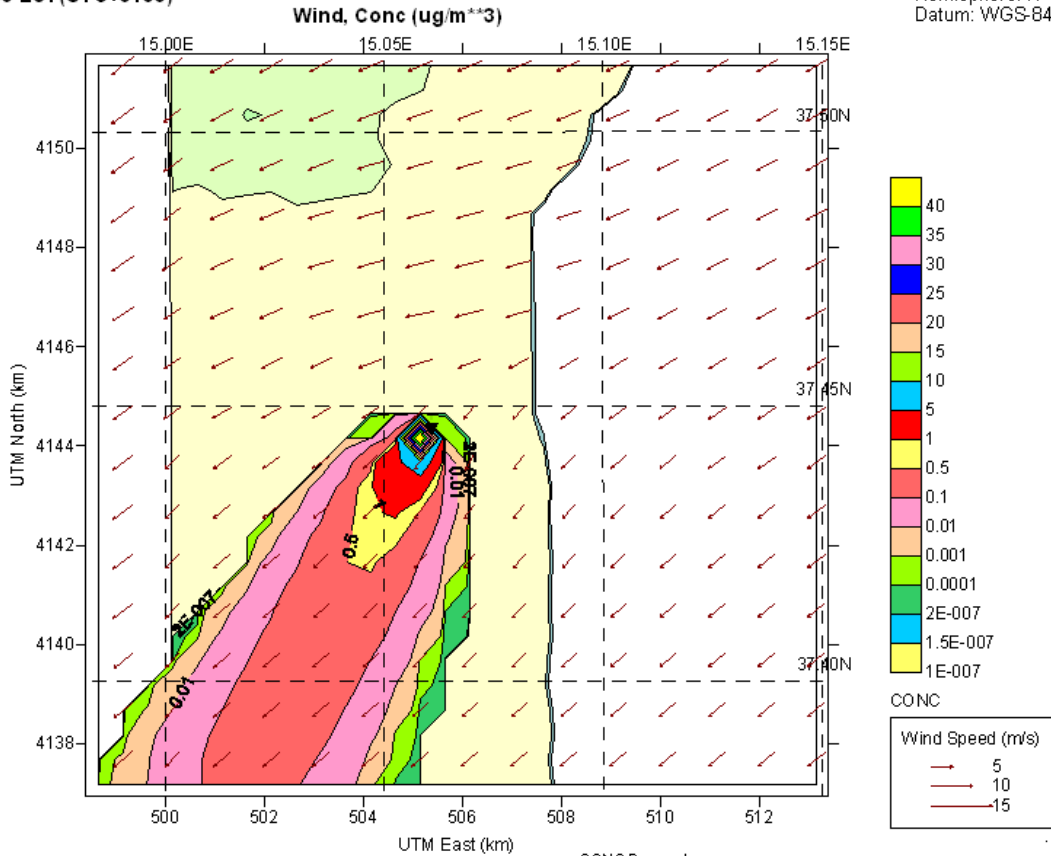 Wind, Conc (ug/m**3)
Datum: WGS-84
15.00E 15.05E 15.10E 15.15E
37.50N
4150
4148
4146
37.45N
4144
4142
4140
37.40N
4138
UTM North (km)
2E-007
0.01
0.5
2E-007
0.01
500 502 504 506 508 510 512
UTM East (km)
40
35
30
25
20
15
10
5
1
0.5
0.1
0.01
0.001
0.0001
2E-007
1.5E-007
1E-007
CONC
Wind Speed (m/s)
5
10
15